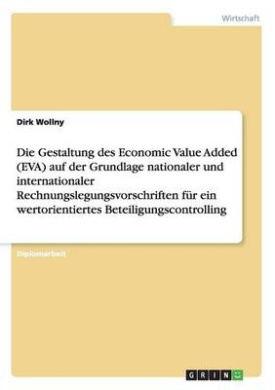 Wirtschaft
Dirk Wollny
Die Gestaltung des Economic Value Added
(EVA) auf der Grundlage nationaler und
internationaler
Rechnungslegungsvorschriften für ein
wertorientiertes Beteiligungscontrolling
Diplomarbeit
GRIN